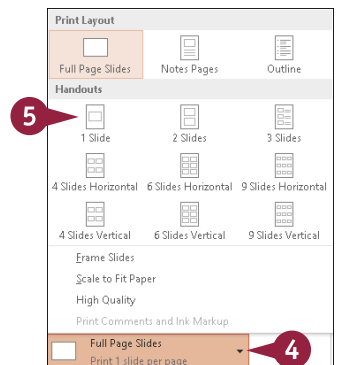 Print Layout
Full Page Slides Notes Pages Outline
Handouts
5
1 Slide 2 Slides 3 Slides
4 Slides Horizontal 6 Slides Horizontal 9 Slides Horizontal
4 Slides Vertical 6 Slides Vertical 9 Slides Vertical
Frame Slides
Scale to Fit Paper
High Quality
Print Comments and Ink Markup
Full Page Slides
4
Print 1 slide per page